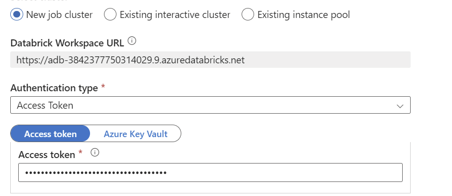 New job cluster Existing interactive cluster Existing instance pool
Databrick Workspace URL
https://adb-3842377750314029.9.azuredatabricks.net
Authentication type *
Access Token
Access token Azure Key Vault
Access token *
••••••••••••••••••••••••••••••••••••